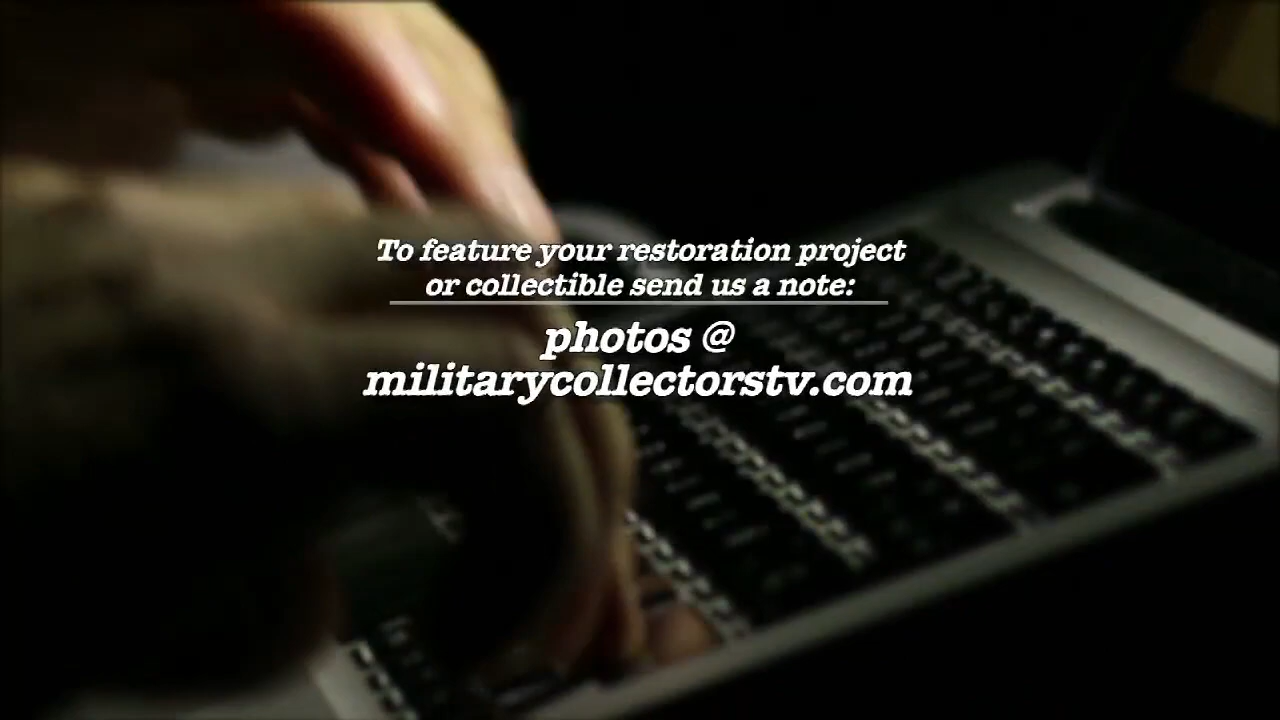 To feature your restoration project
or collectible send us a note:
photos @
militarycollectorstv.com